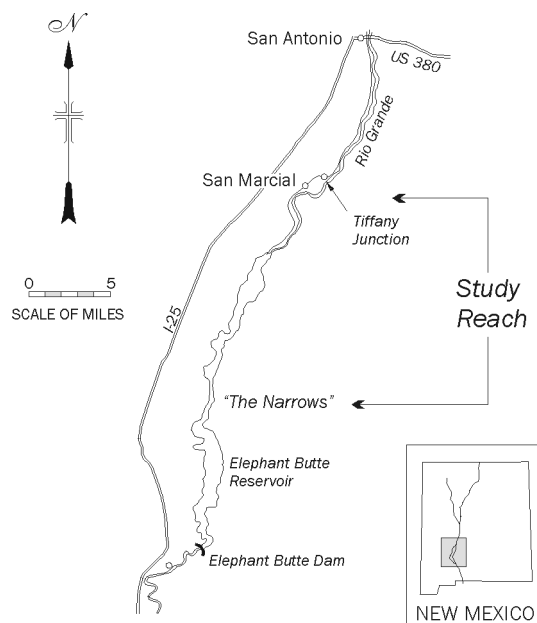 N
San Antonio
US 380
Rio Grande
San Marcial
Tiffany
Junction
0 5
SCALE OF MILES
Study
Reach
I-25
“The Narrows”
Elephant Butte
Reservoir
Elephant Butte Dam
NEW MEXICO